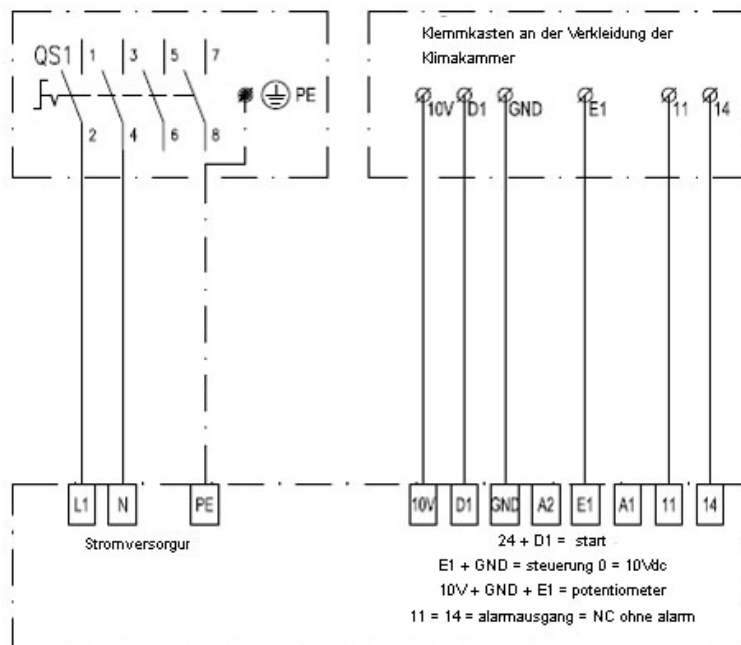 Klemmkasten an der Verkleidung der
Klimakammer
QS1 1 3 5 7
PE
10V D1 GND E1 11 14
2 4 6 8
L1 N PE
10V D1 GND A2 E1 A1 11 14
Stromversorgur
24 + D1 = start
E1 + GND = steuerung 0 = 10Vdc
10V + GND + E1 = potentiometer
11 = 14 = alarmausgang = NC ohne alarm